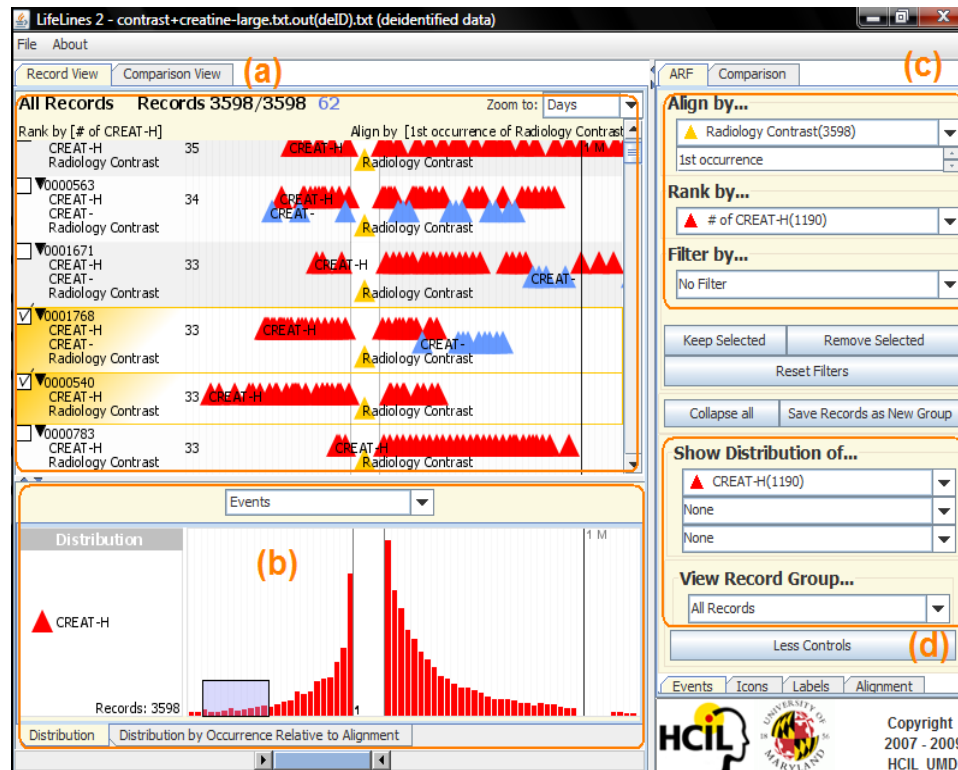 LifeLines 2 - contrast+creatine-large.txt.out(deID).txt (deidentified data)
File About
Record View Comparison View (a)
All Records Records 3598/3598 62 Zoom to: Days
Rank by [# of CREAT-H] Align by [1st occurrence of Radiology Contrast
CREAT-H 35 CREAT-H 1 M
Radiology Contrast Radiology Contrast
0000563
CREAT-H 34 CREAT-H
CREAT- CREAT-
Radiology Contrast Radiology Contrast
0001671
CREAT-H 33 CREAT-H
CREAT- CREAT-
Radiology Contrast Radiology Contrast
0001768
CREAT-H 33 CREAT-H
CREAT- CREAT-
Radiology Contrast Radiology Contrast
0000540
CREAT-H 33 CREAT-H
Radiology Contrast Radiology Contrast
0000783
CREAT-H 33 CREAT-H
Radiology Contrast Radiology Contrast
Events
Distribution 1 M
(b)
CREAT-H
Records: 3598 1
Distribution Distribution by Occurrence Relative to Alignment
ARF Comparison (c)
Align by...
Radiology Contrast(3598)
1st occurrence
Rank by...
# of CREAT-H(1190)
Filter by...
No Filter
Keep Selected Remove Selected
Reset Filters
Collapse all Save Records as New Group
Show Distribution of...
CREAT-H(1190)
None
None
View Record Group...
All Records
Less Controls (d)
Events Icons Labels Alignment
HCIL
UNIVERSITY OF
MARYLAND
18 56
Copyright
2007 - 2009
HCIL UMD